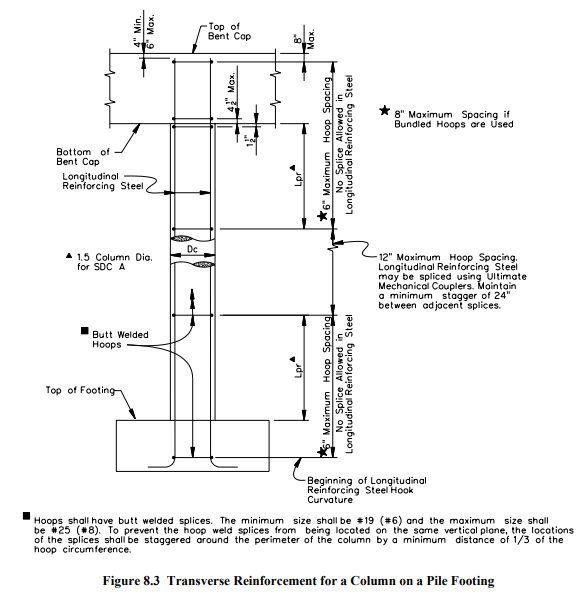 4" Min.
6" Max.
Top of
Bent Cap
8"
Max.
4½" Max.
1½"
★ 8" Maximum Spacing if
Bundled Hoops are Used
Bottom of
Bent Cap
Longitudinal
Reinforcing Steel
Lpr▲
★6" Maximum Hoop Spacing
No Splice Allowed in
Longitudinal Reinforcing Steel
Dc
▲ 1.5 Column Dia.
for SDC A
12" Maximum Hoop Spacing.
Longitudinal Reinforcing Steel
may be spliced using Ultimate
Mechanical Couplers. Maintain
a minimum stagger of 24"
between adjacent splices.
■ Butt Welded
Hoops
Lpr▲
★6" Maximum Hoop Spacing
No Splice Allowed in
Longitudinal Reinforcing Steel
Top of Footing
Beginning of Longitudinal
Reinforcing Steel Hook
Curvature
■ Hoops shall have butt welded splices. The minimum size shall be #19 (#6) and the maximum size shall
be #25 (#8). To prevent the hoop weld splices from being located on the same vertical plane, the locations
of the splices shall be staggered around the perimeter of the column by a minimum distance of 1/3 of the
hoop circumference.
Figure 8.3 Transverse Reinforcement for a Column on a Pile Footing